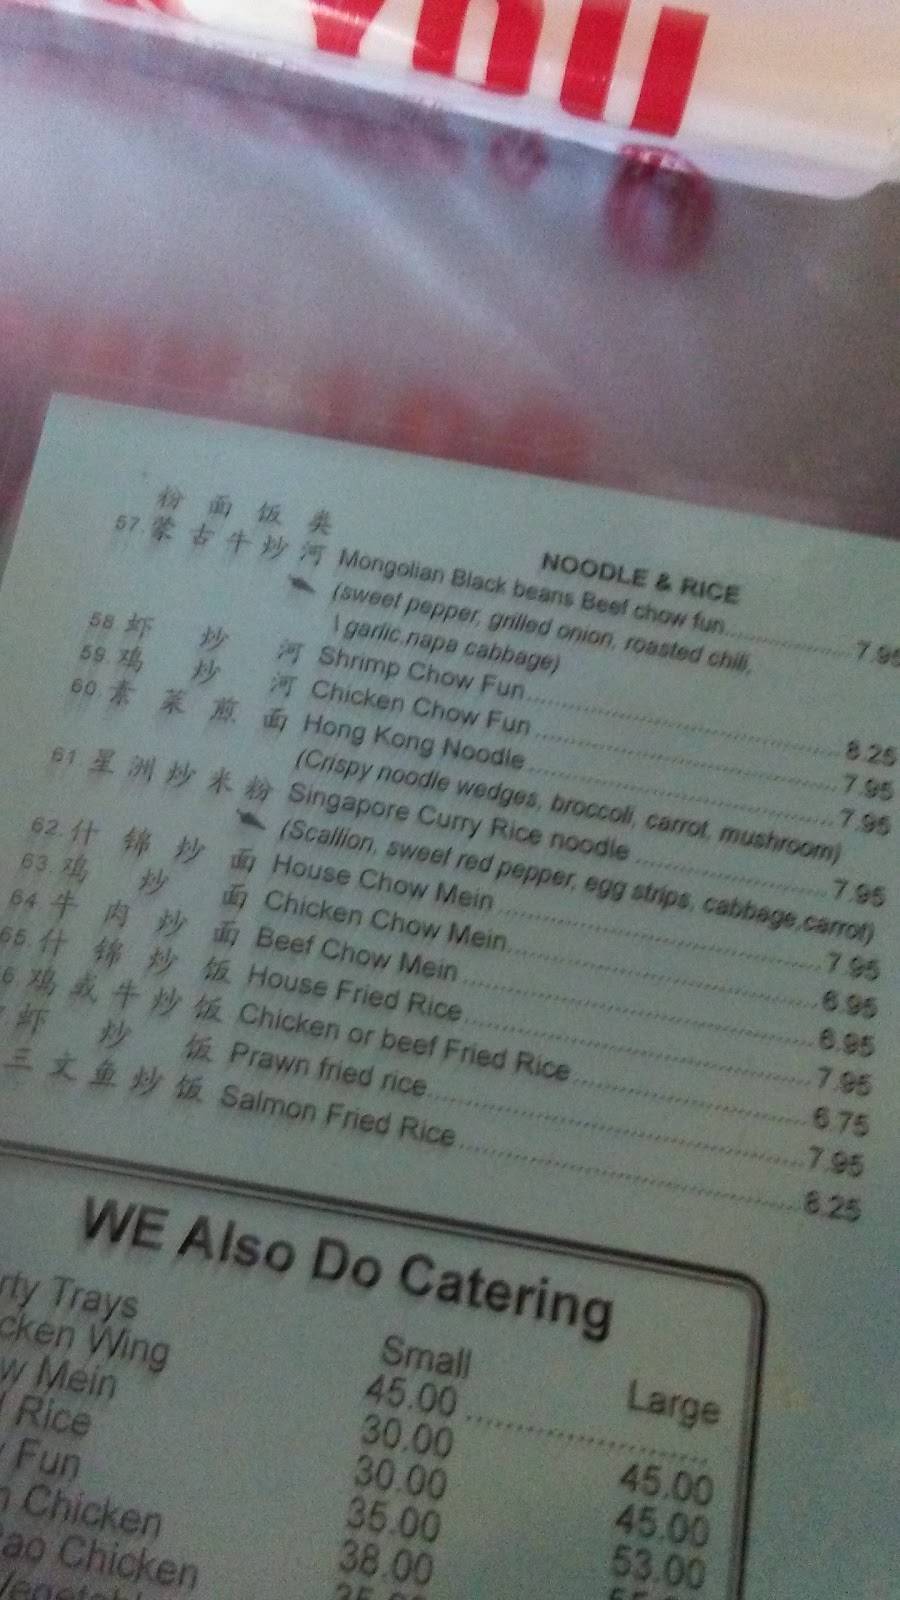 you
粉面饭类 NOODLE & RICE
57 蒙古牛炒河 Mongolian Black beans Beef chow fun 7.95
(sweet pepper, grilled onion, roasted chili,
\ garlic,napa cabbage)
58 虾炒河 Shrimp Chow Fun 8.25
59. 鸡炒河 Chicken Chow Fun 7.95
60. 素菜煎面 Hong Kong Noodle 7.95
(Crispy noodle wedges, broccoli, carrot, mushroom)
61 星洲炒米粉 Singapore Curry Rice noodle 7.95
(Scallion, sweet red pepper, egg strips, cabbage,carrot)
62. 什锦炒面 House Chow Mein 7.95
63. 鸡炒面 Chicken Chow Mein 6.95
64 牛肉炒面 Beef Chow Mein 6.95
65. 什锦炒饭 House Fried Rice 7.95
6 鸡或牛炒饭 Chicken or beef Fried Rice 6.75
虾炒饭 Prawn fried rice 7.95
三文鱼炒饭 Salmon Fried Rice 8.25
WE Also Do Catering
rty Trays Small Large
cken Wing 45.00
w Mein 30.00 45.00
Rice 30.00 45.00
Fun 35.00 53.00
Chicken 38.00
ao Chicken